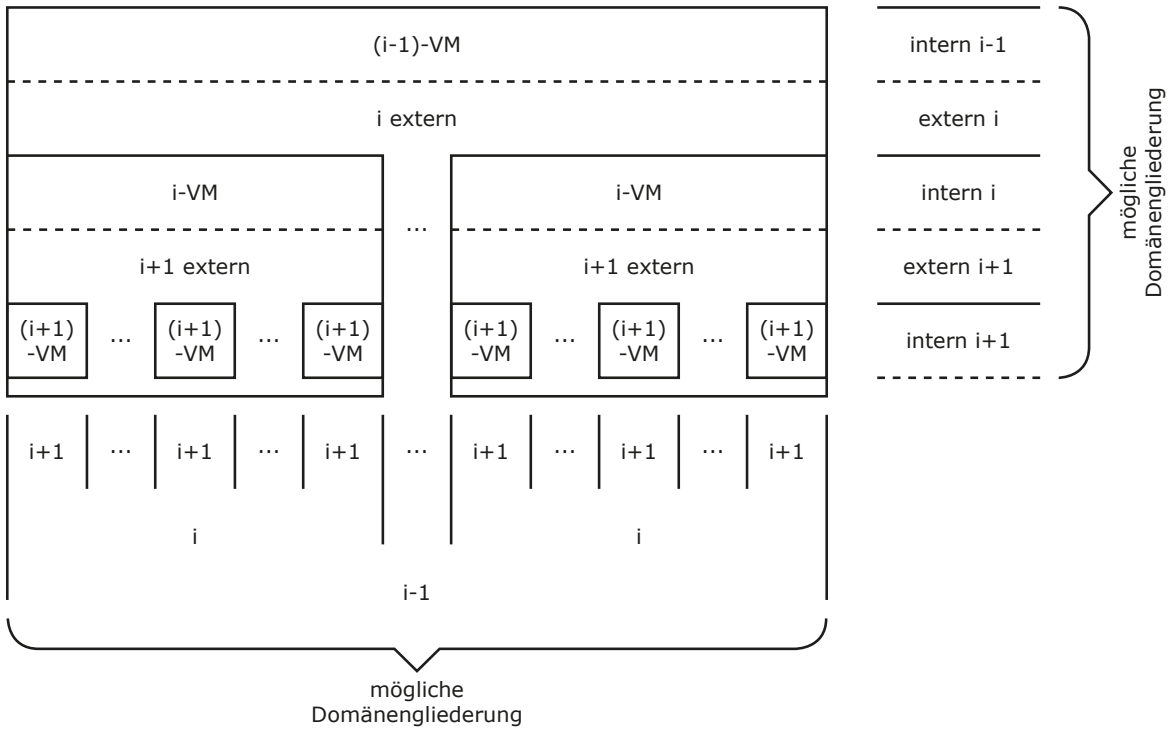 (i-1)-VM
intern i-1
i extern
extern i
i-VM
...
i-VM
intern i
i+1 extern
i+1 extern
extern i+1
(i+1)
-VM
...
(i+1)
-VM
...
(i+1)
-VM
(i+1)
-VM
...
(i+1)
-VM
...
(i+1)
-VM
intern i+1
mögliche
Domänengliederung
i+1 ... i+1 ... i+1 ... i+1 ... i+1 ... i+1
i
i
i-1
mögliche
Domänengliederung